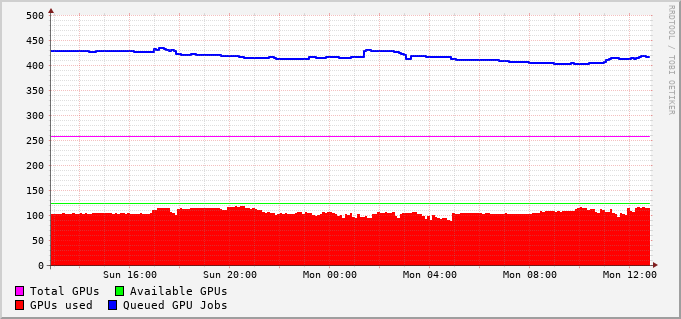 500
450
400
350
300
250
200
150
100
50
0
Sun 16:00 Sun 20:00 Mon 00:00 Mon 04:00 Mon 08:00 Mon 12:00
Total GPUs Available GPUs
GPUs used Queued GPU Jobs
RRDTOOL / TOBI OETIKER